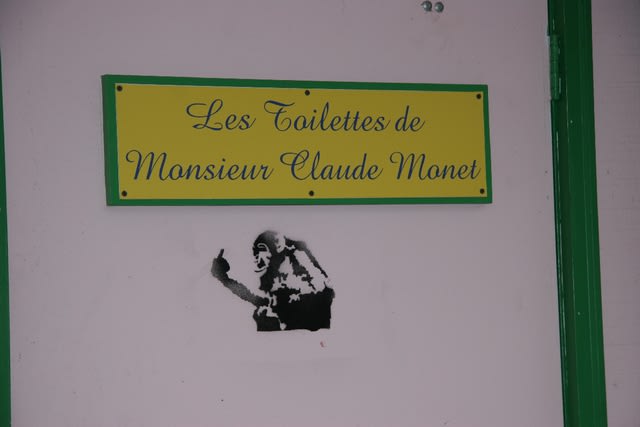 Les Toilettes de
Monsieur Claude Monet